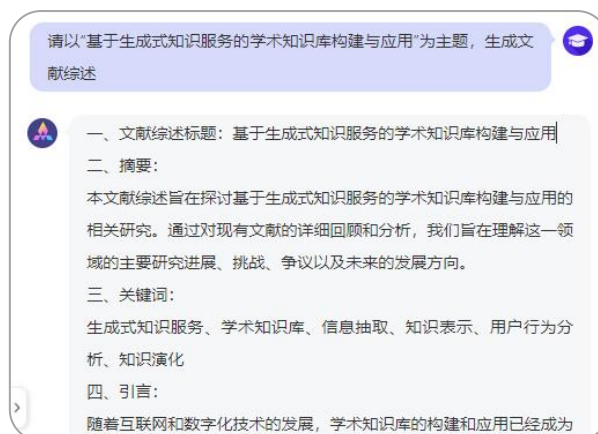 请以“基于生成式知识服务的学术知识库构建与应用”为主题，生成文
献综述
一、文献综述标题：基于生成式知识服务的学术知识库构建与应用
二、摘要：
本文献综述旨在探讨基于生成式知识服务的学术知识库构建与应用的
相关研究。通过对现有文献的详细回顾和分析，我们旨在理解这一领
域的主要研究进展、挑战、争议以及未来的发展方向。
三、关键词：
生成式知识服务、学术知识库、信息抽取、知识表示、用户行为分
析、知识演化
四、引言：
随着互联网和数字化技术的发展，学术知识库的构建和应用已经成为